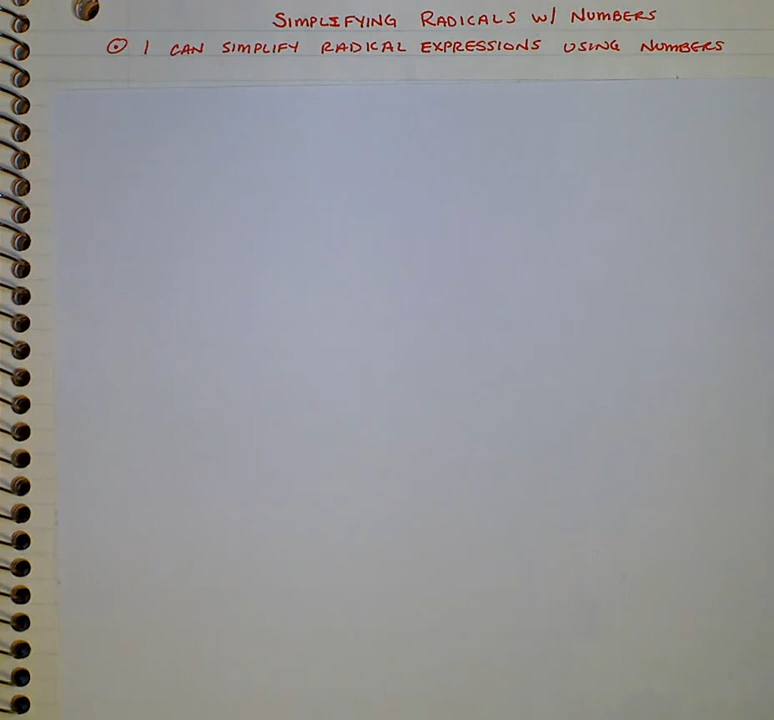 SIMPLIFYING RADICALS W/ NUMBERS
⊙ I CAN SIMPLIFY RADICAL EXPRESSIONS USING NUMBERS